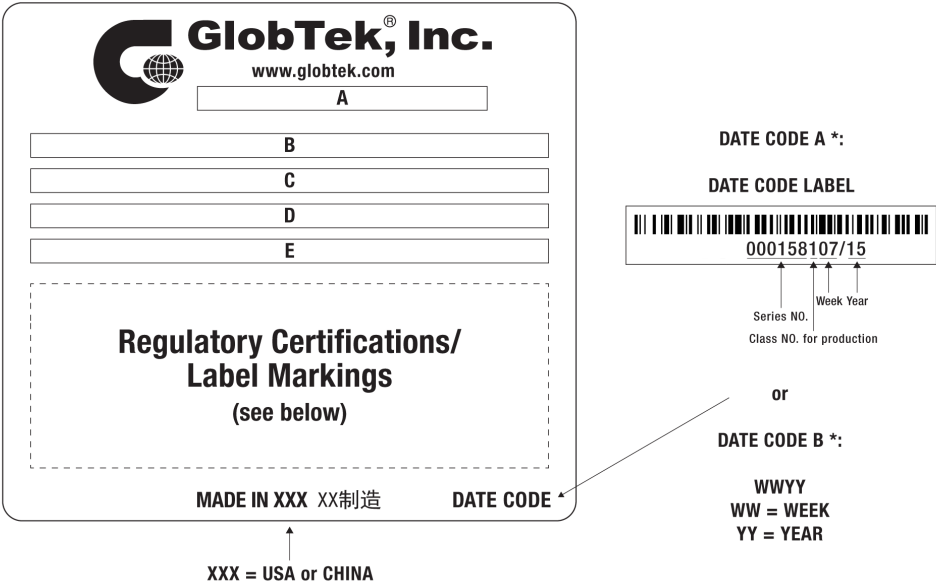 GlobTek,® Inc.
www.globtek.com
A
B
C
D
E
Regulatory Certifications/
Label Markings
(see below)
MADE IN XXX XX制造 DATE CODE
XXX = USA or CHINA
DATE CODE A *:
DATE CODE LABEL
000158107/15
Week Year
Series NO.
Class NO. for production
or
DATE CODE B *:
WWYY
WW = WEEK
YY = YEAR